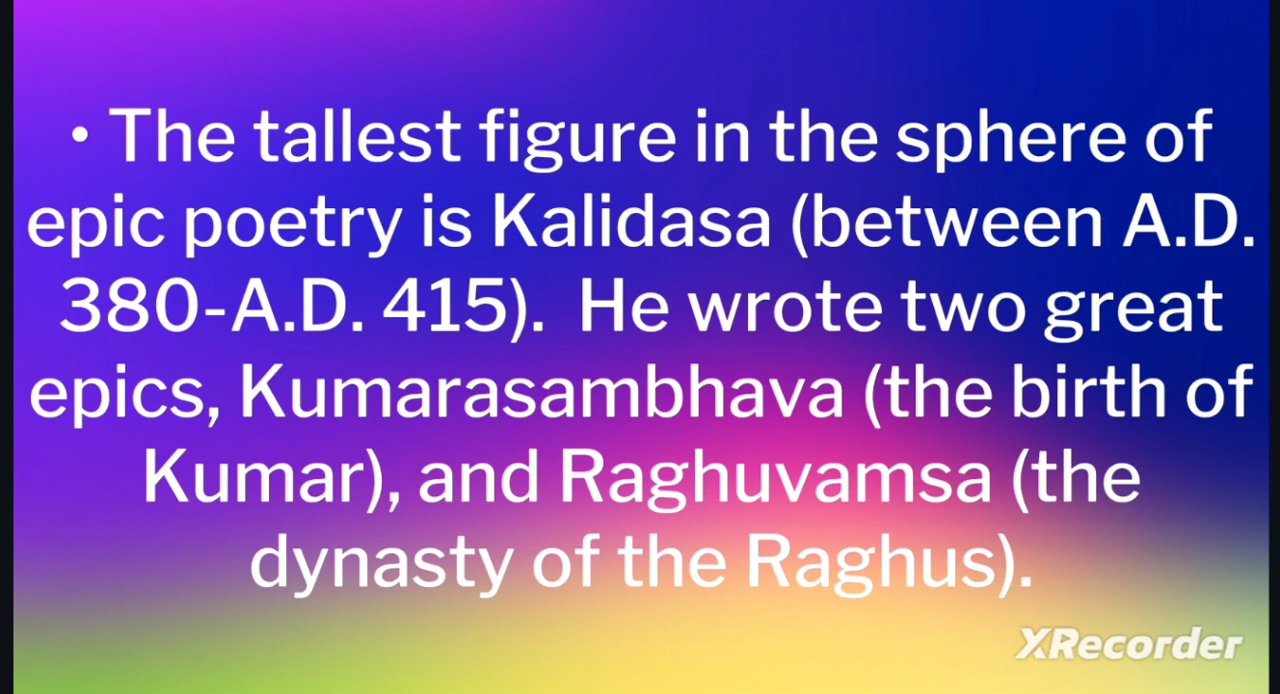 • The tallest figure in the sphere of
epic poetry is Kalidasa (between A.D.
380-A.D. 415).  He wrote two great
epics, Kumarasambhava (the birth of
Kumar), and Raghuvamsa (the
dynasty of the Raghus).
XRecorder